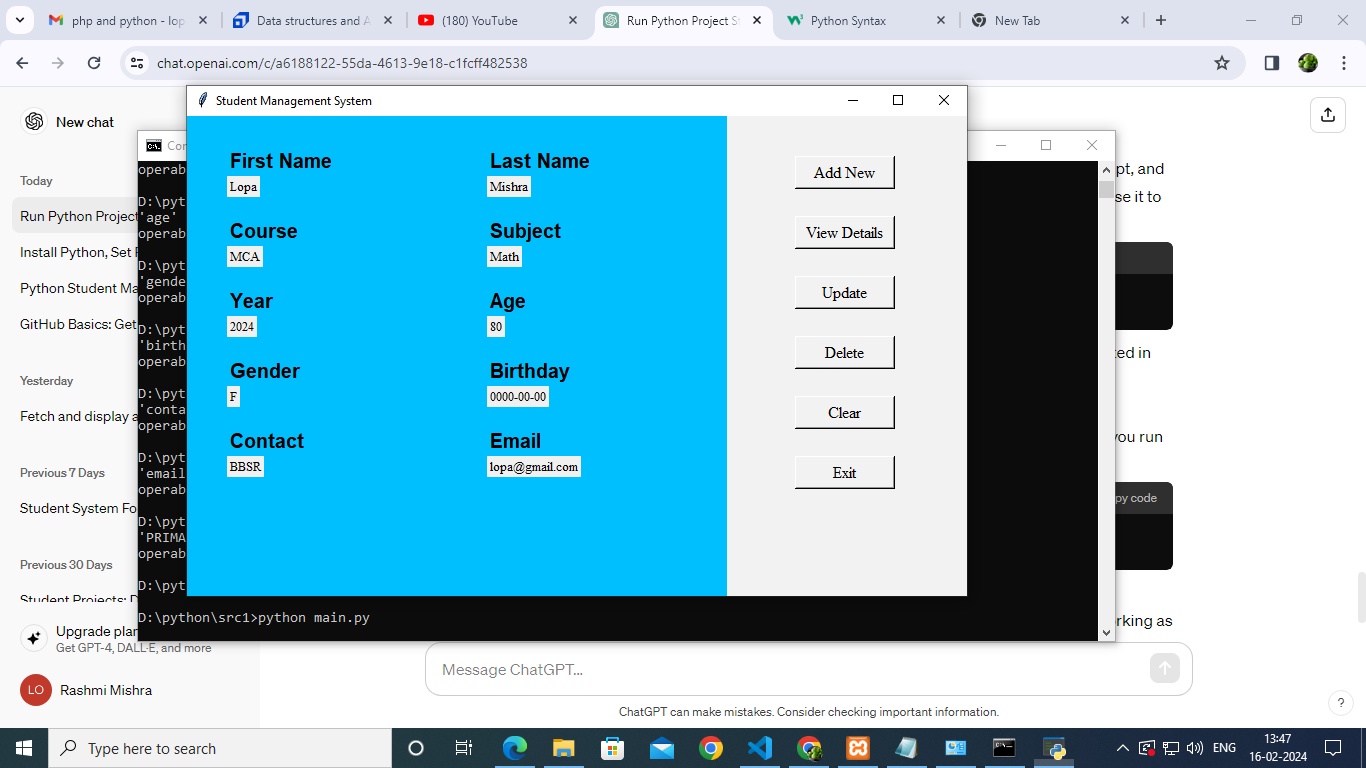 php and python - lop
Data structures and A
(180) YouTube
Run Python Project S
Python Syntax
New Tab
chat.openai.com/c/a6188122-55da-4613-9e18-c1fcff482538
Student Management System
New chat
Today
Run Python Project
Install Python, Set
Python Student Ma
GitHub Basics: Get
Yesterday
Fetch and display a
Previous 7 Days
Student System Fo
Previous 30 Days
Student Projects: D
Upgrade plan
Get GPT-4, DALL·E, and more
LO
Rashmi Mishra
operab
D:\pyt
'age'
operab
D:\pyt
'gende
operab
D:\pyt
'birth
operab
D:\pyt
'conta
operab
D:\pyt
'email
operab
D:\pyt
'PRIMA
operab
D:\pyt
D:\python\src1>python main.py
First Name
Last Name
Lopa
Mishra
Course
Subject
MCA
Math
Year
Age
2024
80
Gender
Birthday
F
0000-00-00
Contact
Email
BBSR
lopa@gmail.com
Add New
View Details
Update
Delete
Clear
Exit
pt, and
se it to
ed in
you run
py code
rking as
Message ChatGPT...
ChatGPT can make mistakes. Consider checking important information.
?
Type here to search
ENG
13:47
16-02-2024